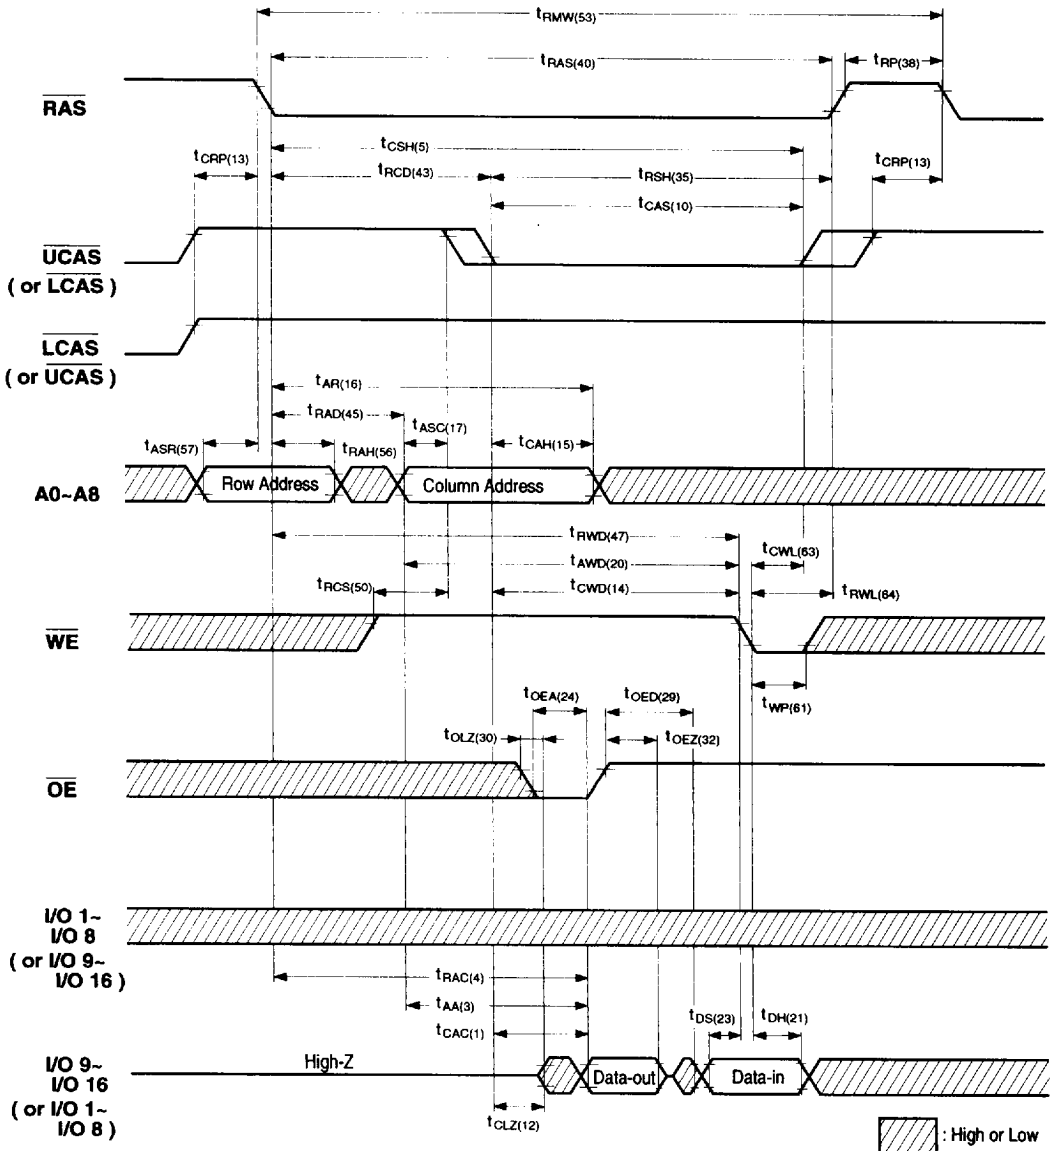 tRMW(53)
tRAS(40)
tRP(38)
RAS
tCSH(5)
tCRP(13)
tRCD(43)
tRSH(35)
tCRP(13)
tCAS(10)
UCAS
( or LCAS )
LCAS
( or UCAS )
tAR(16)
tRAD(45)
tASC(17)
tASR(57)
tRAH(56)
tCAH(15)
A0~A8
Row Address
Column Address
tRWD(47)
tCWL(63)
tAWD(20)
tRCS(50)
tCWD(14)
tRWL(64)
WE
tWP(61)
tOEA(24)
tOED(29)
tOLZ(30)
tOEZ(32)
OE
I/O 1~
I/O 8
( or I/O 9~
I/O 16 )
tRAC(4)
tAA(3)
tCAC(1)
tDS(23)
tDH(21)
I/O 9~
I/O 16
( or I/O 1~
I/O 8 )
High-Z
Data-out
Data-in
tCLZ(12)
: High or Low